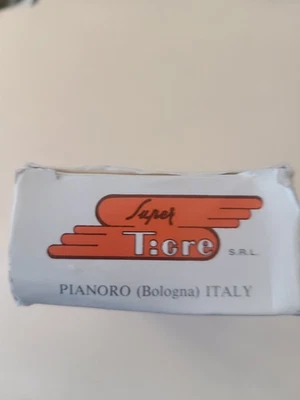 Super
Tigre
S.R.L.
PIANORO (Bologna) ITALY